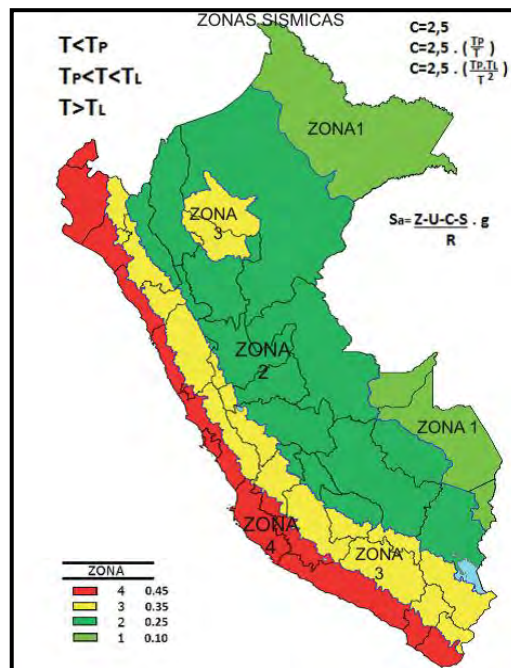 ZONAS SISMICAS
T<TP
TP<T<TL
T>TL
C=2,5
C=2,5 . (TP/T)
C=2,5 . (TP.TL/T²)
ZONA1
ZONA
3
Sa= Z-U-C-S . g
R
ZONA
2
ZONA 1
ZONA
4
ZONA
3
ZONA
4 0.45
3 0.35
2 0.25
1 0.10